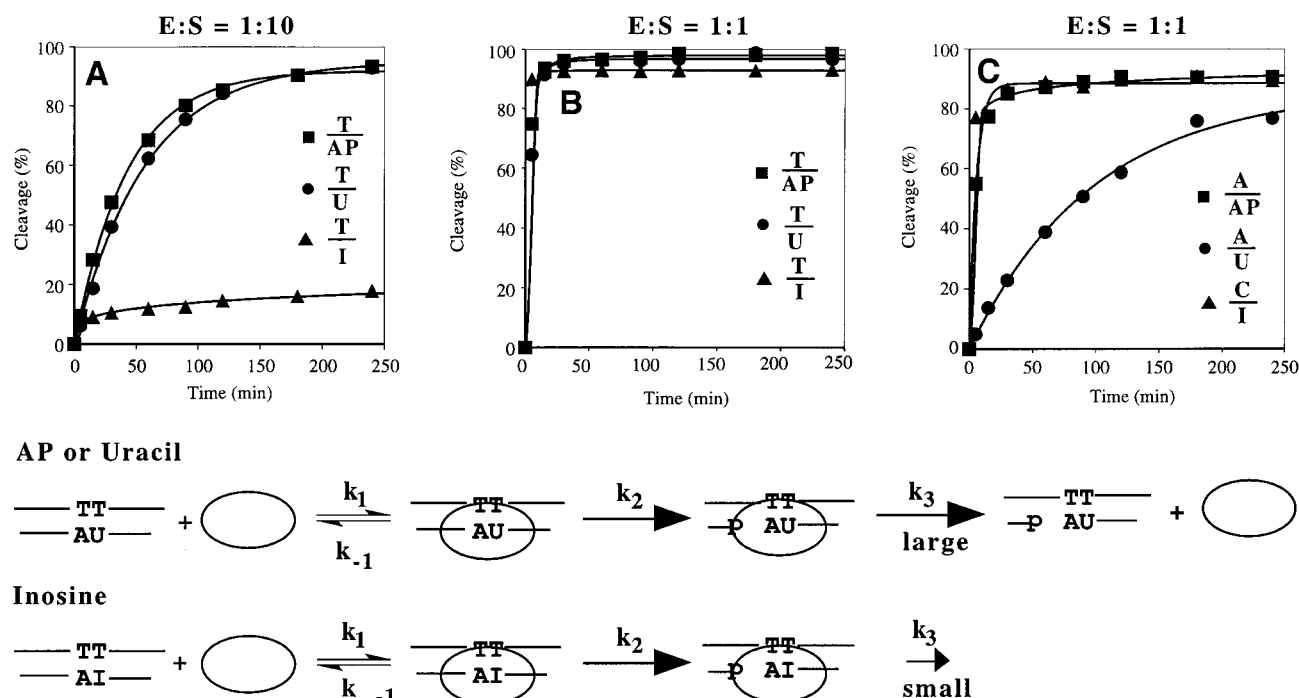 E:S = 1:10
A
100
80
60
40
20
0
Cleavage (%)
T
AP
T
U
T
I
0 50 100 150 200 250
Time (min)
E:S = 1:1
B
100
80
60
40
20
0
Cleavage (%)
T
AP
T
U
T
I
0 50 100 150 200 250
Time (min)
E:S = 1:1
C
100
80
60
40
20
0
Cleavage (%)
A
AP
A
U
C
I
0 50 100 150 200 250
Time (min)
AP or Uracil
TT
AU
+
k1
k-1
TT
AU
k2
TT
p AU
k3
large
TT
p AU
+
Inosine
TT
AI
+
k1
k-1
TT
AI
k2
TT
p AI
k3
small